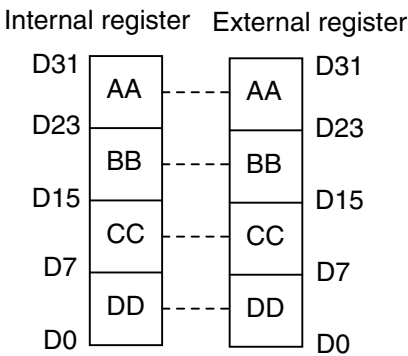 Internal register External register
D31 D31
AA AA
D23 D23
BB BB
D15 D15
CC CC
D7 D7
DD DD
D0 D0